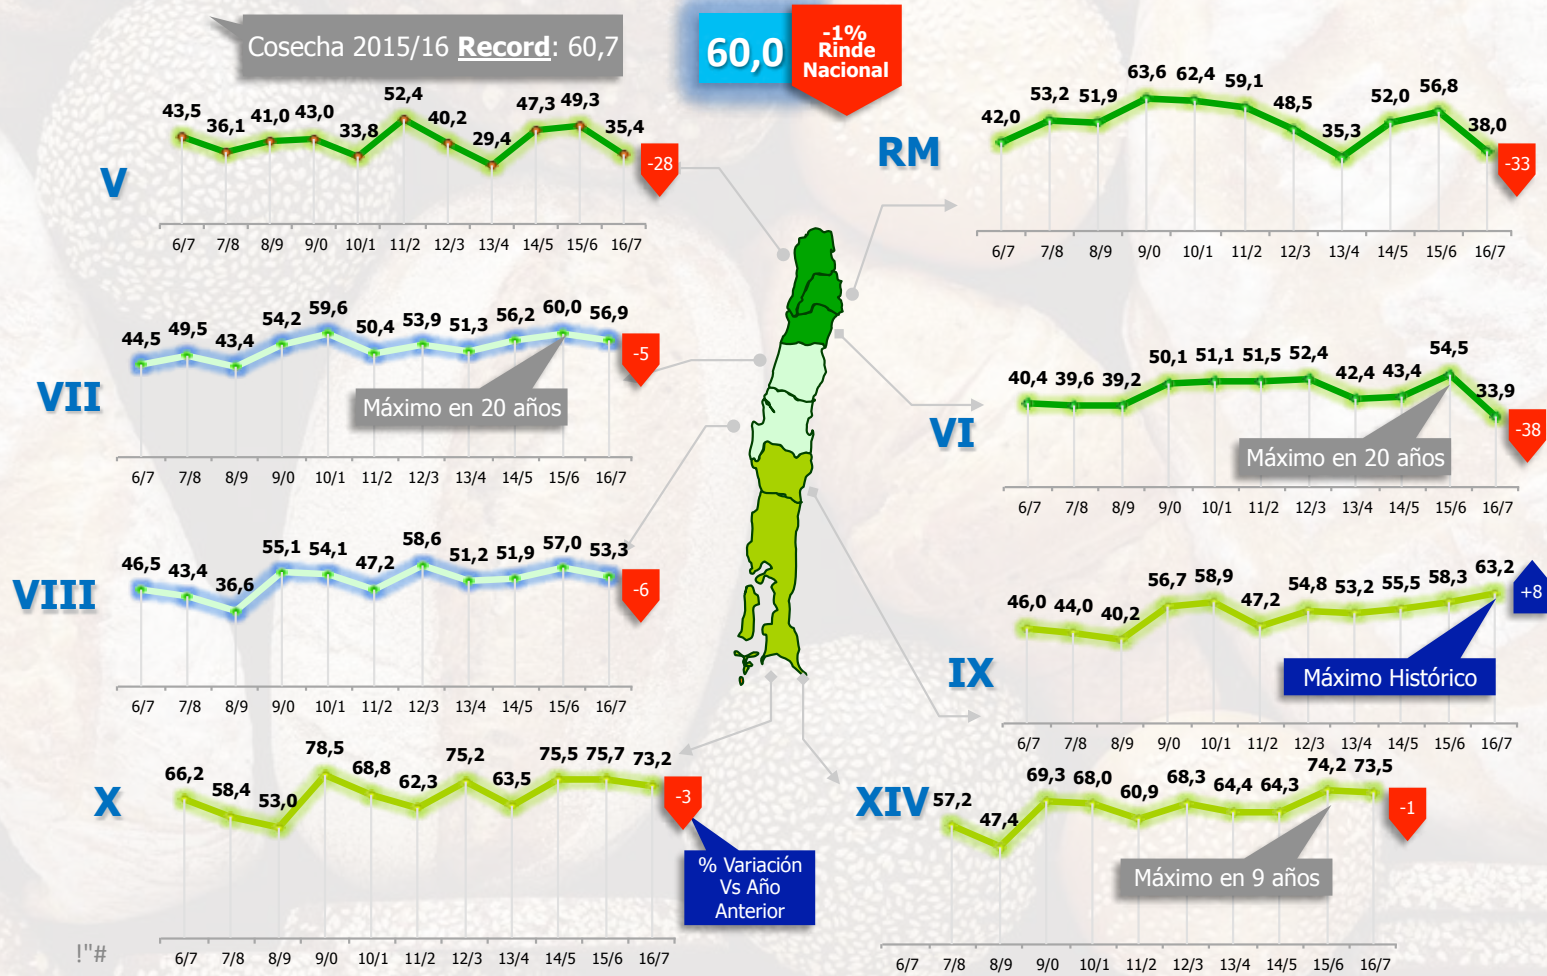 Cosecha 2015/16 Record: 60,7
60,0
-1%
Rinde
Nacional
V
43,5 36,1 41,0 43,0 33,8 52,4 40,2 29,4 47,3 49,3 35,4
-28
6/7 7/8 8/9 9/0 10/1 11/2 12/3 13/4 14/5 15/6 16/7
RM
42,0 53,2 51,9 63,6 62,4 59,1 48,5 35,3 52,0 56,8 38,0
-33
6/7 7/8 8/9 9/0 10/1 11/2 12/3 13/4 14/5 15/6 16/7
VII
44,5 49,5 43,4 54,2 59,6 50,4 53,9 51,3 56,2 60,0 56,9
-5
Máximo en 20 años
6/7 7/8 8/9 9/0 10/1 11/2 12/3 13/4 14/5 15/6 16/7
VI
40,4 39,6 39,2 50,1 51,1 51,5 52,4 42,4 43,4 54,5 33,9
-38
Máximo en 20 años
6/7 7/8 8/9 9/0 10/1 11/2 12/3 13/4 14/5 15/6 16/7
VIII
46,5 43,4 36,6 55,1 54,1 47,2 58,6 51,2 51,9 57,0 53,3
-6
6/7 7/8 8/9 9/0 10/1 11/2 12/3 13/4 14/5 15/6 16/7
IX
46,0 44,0 40,2 56,7 58,9 47,2 54,8 53,2 55,5 58,3 63,2
+8
Máximo Histórico
6/7 7/8 8/9 9/0 10/1 11/2 12/3 13/4 14/5 15/6 16/7
X
66,2 58,4 53,0 78,5 68,8 62,3 75,2 63,5 75,5 75,7 73,2
-3
% Variación
Vs Año
Anterior
6/7 7/8 8/9 9/0 10/1 11/2 12/3 13/4 14/5 15/6 16/7
XIV
57,2 47,4 69,3 68,0 60,9 68,3 64,4 64,3 74,2 73,5
-1
Máximo en 9 años
6/7 7/8 8/9 9/0 10/1 11/2 12/3 13/4 14/5 15/6 16/7
!"#